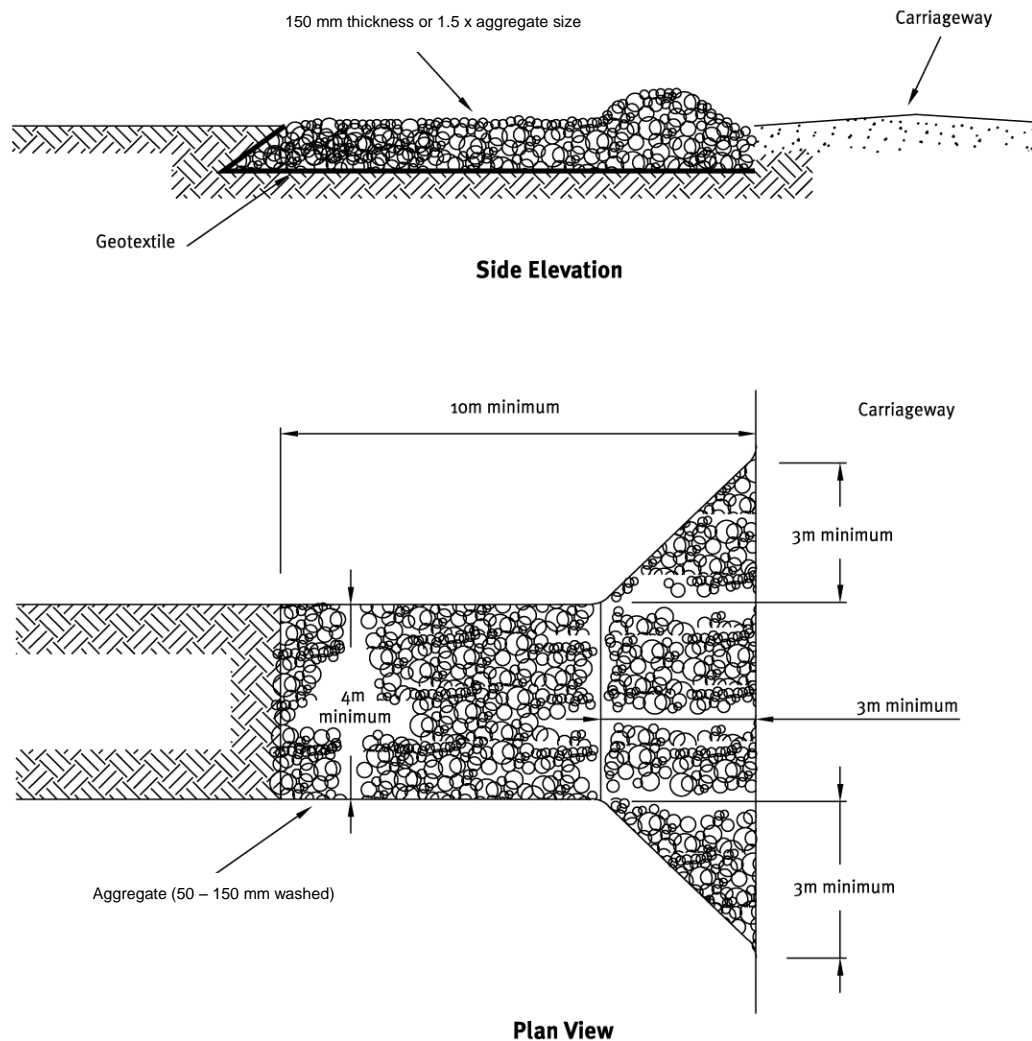 150 mm thickness or 1.5 x aggregate size
Carriageway
Geotextile
Side Elevation
10m minimum
Carriageway
3m minimum
4m
minimum
3m minimum
3m minimum
Aggregate (50 – 150 mm washed)
Plan View